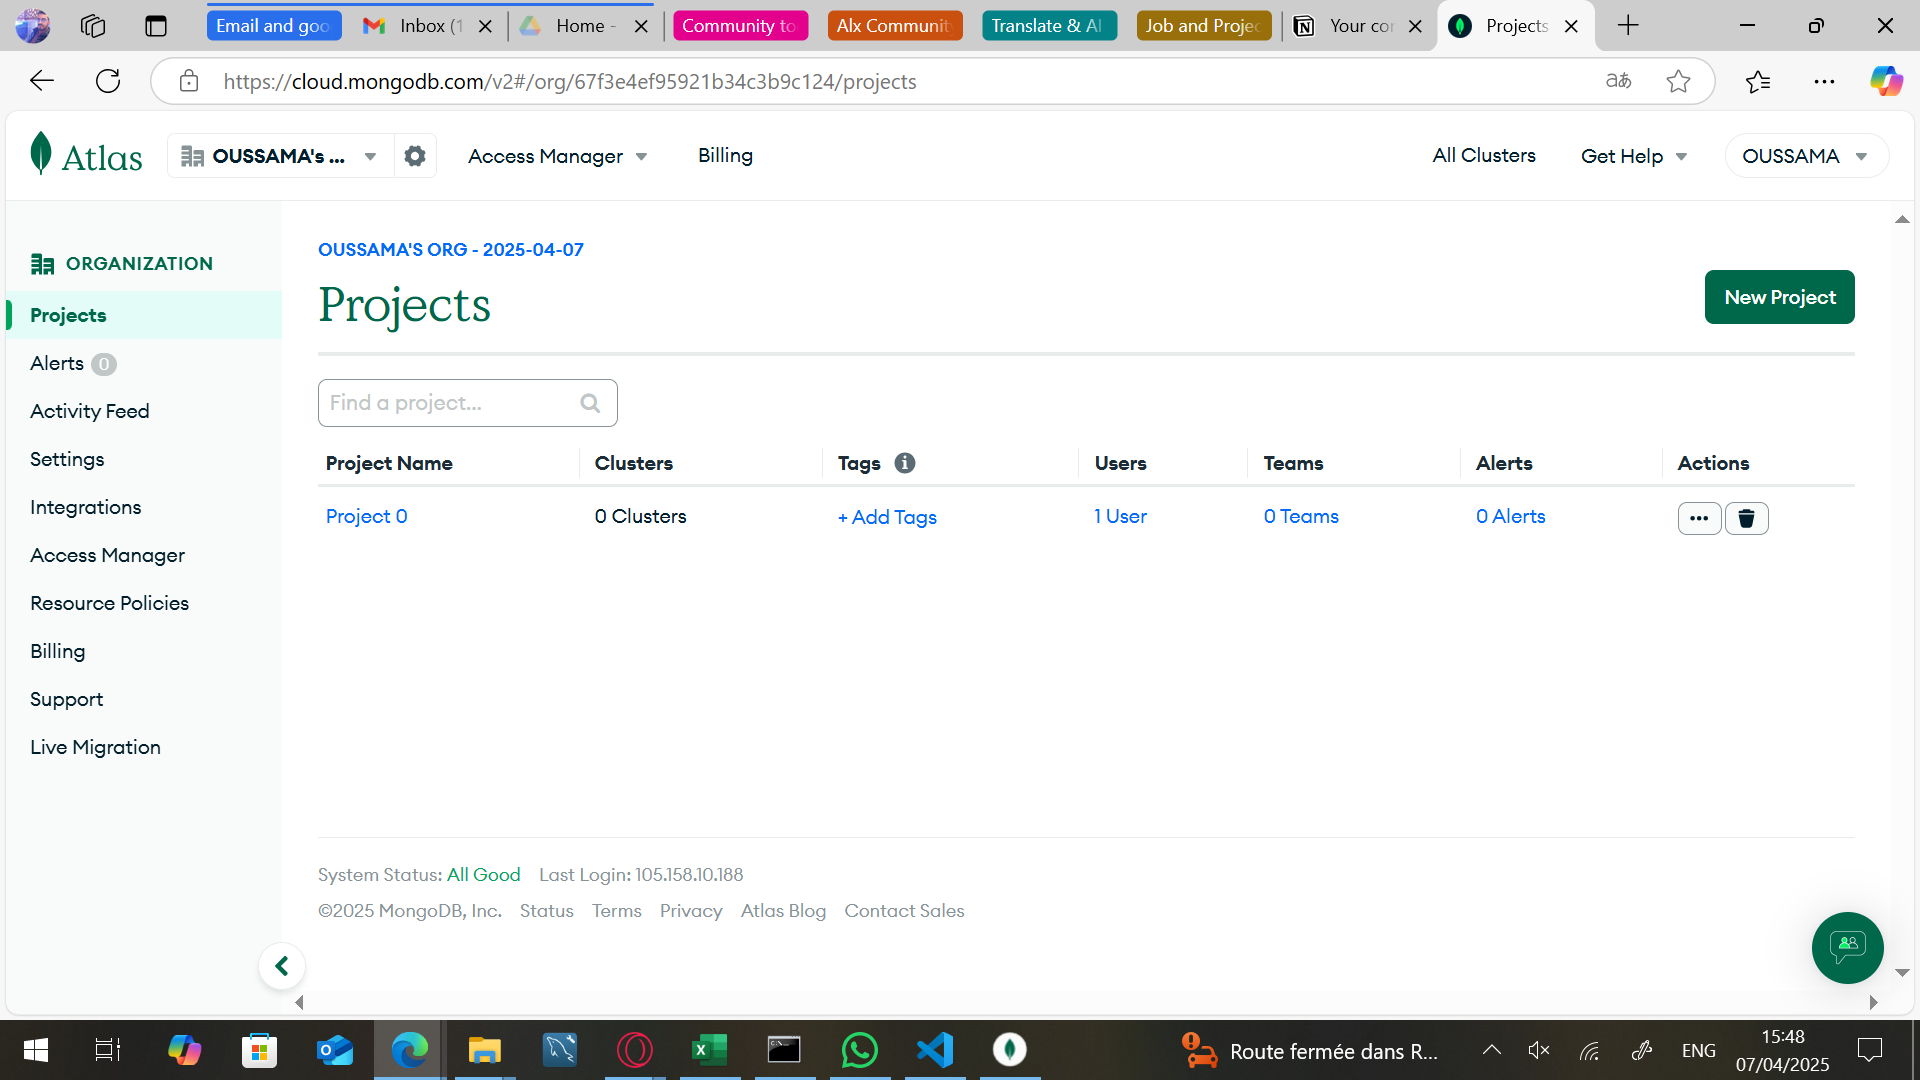 Email and goo
Inbox (1
Home -
Community to
Alx Communit
Translate & AI
Job and Projec
Your cor
Projects
https://cloud.mongodb.com/v2#/org/67f3e4ef95921b34c3b9c124/projects
Atlas
OUSSAMA's ...
Access Manager
Billing
All Clusters
Get Help
OUSSAMA
ORGANIZATION
Projects
Alerts 0
Activity Feed
Settings
Integrations
Access Manager
Resource Policies
Billing
Support
Live Migration
OUSSAMA'S ORG - 2025-04-07
Projects
New Project
Find a project...
Project Name Clusters Tags Users Teams Alerts Actions
Project 0 0 Clusters + Add Tags 1 User 0 Teams 0 Alerts
System Status: All Good Last Login: 105.158.10.188
©2025 MongoDB, Inc. Status Terms Privacy Atlas Blog Contact Sales
Route fermée dans R...
ENG
15:48
07/04/2025